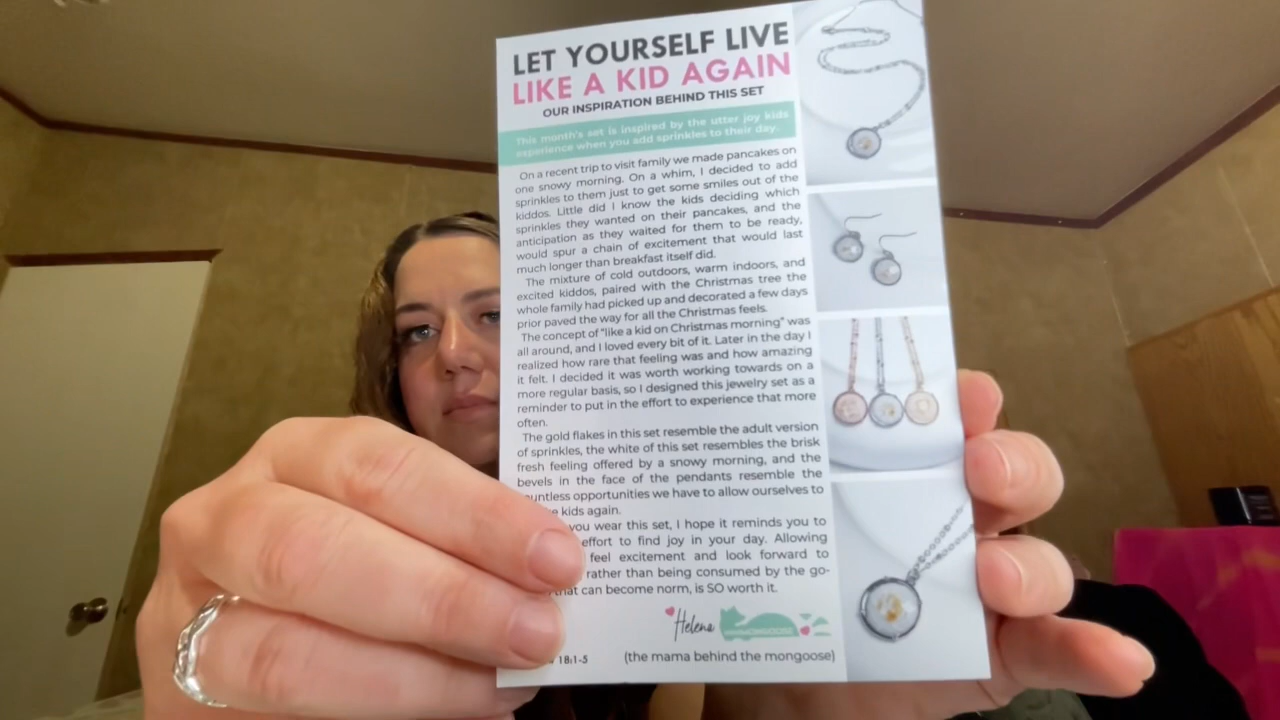 LET YOURSELF LIVE
LIKE A KID AGAIN
OUR INSPIRATION BEHIND THIS SET
This month's set is inspired by the utter joy kids
experience when you add sprinkles to their day.
On a recent trip to visit family we made pancakes on
one snowy morning. On a whim, I decided to add
sprinkles to them just to get some smiles out of the
kiddos. Little did I know the kids deciding which
sprinkles they wanted on their pancakes, and the
anticipation as they waited for them to be ready,
would spur a chain of excitement that would last
much longer than breakfast itself did.
The mixture of cold outdoors, warm indoors, and
excited kiddos, paired with the Christmas tree the
whole family had picked up and decorated a few days
prior paved the way for all the Christmas feels.
The concept of "like a kid on Christmas morning" was
all around, and I loved every bit of it. Later in the day I
realized how rare that feeling was and how amazing
it felt. I decided it was worth working towards on a
more regular basis, so I designed this jewelry set as a
reminder to put in the effort to experience that more
often.
The gold flakes in this set resemble the adult version
of sprinkles, the white of this set resembles the brisk
fresh feeling offered by a snowy morning, and the
bevels in the face of the pendants resemble the
untless opportunities we have to allow ourselves to
kids again.
you wear this set, I hope it reminds you to
effort to find joy in your day. Allowing
feel excitement and look forward to
rather than being consumed by the go-
that can become norm, is SO worth it.
Helena
(the mama behind the mongoose)
18:1-5